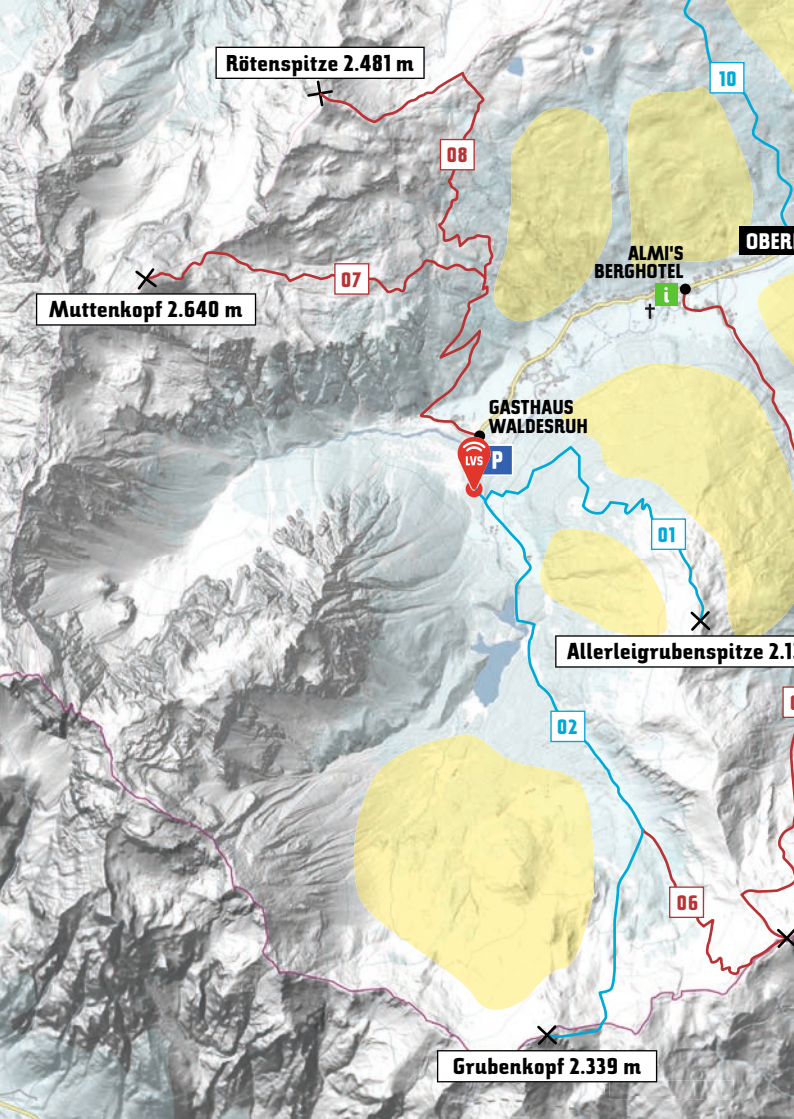 Rötenspitze 2.481 m
10
08
OBER
ALMI'S
BERGHOTEL
i
07
Muttenkopf 2.640 m
GASTHAUS
WALDESRUH
LVS
P
01
Allerleigrubenspitze 2.1
02
06
Grubenkopf 2.339 m